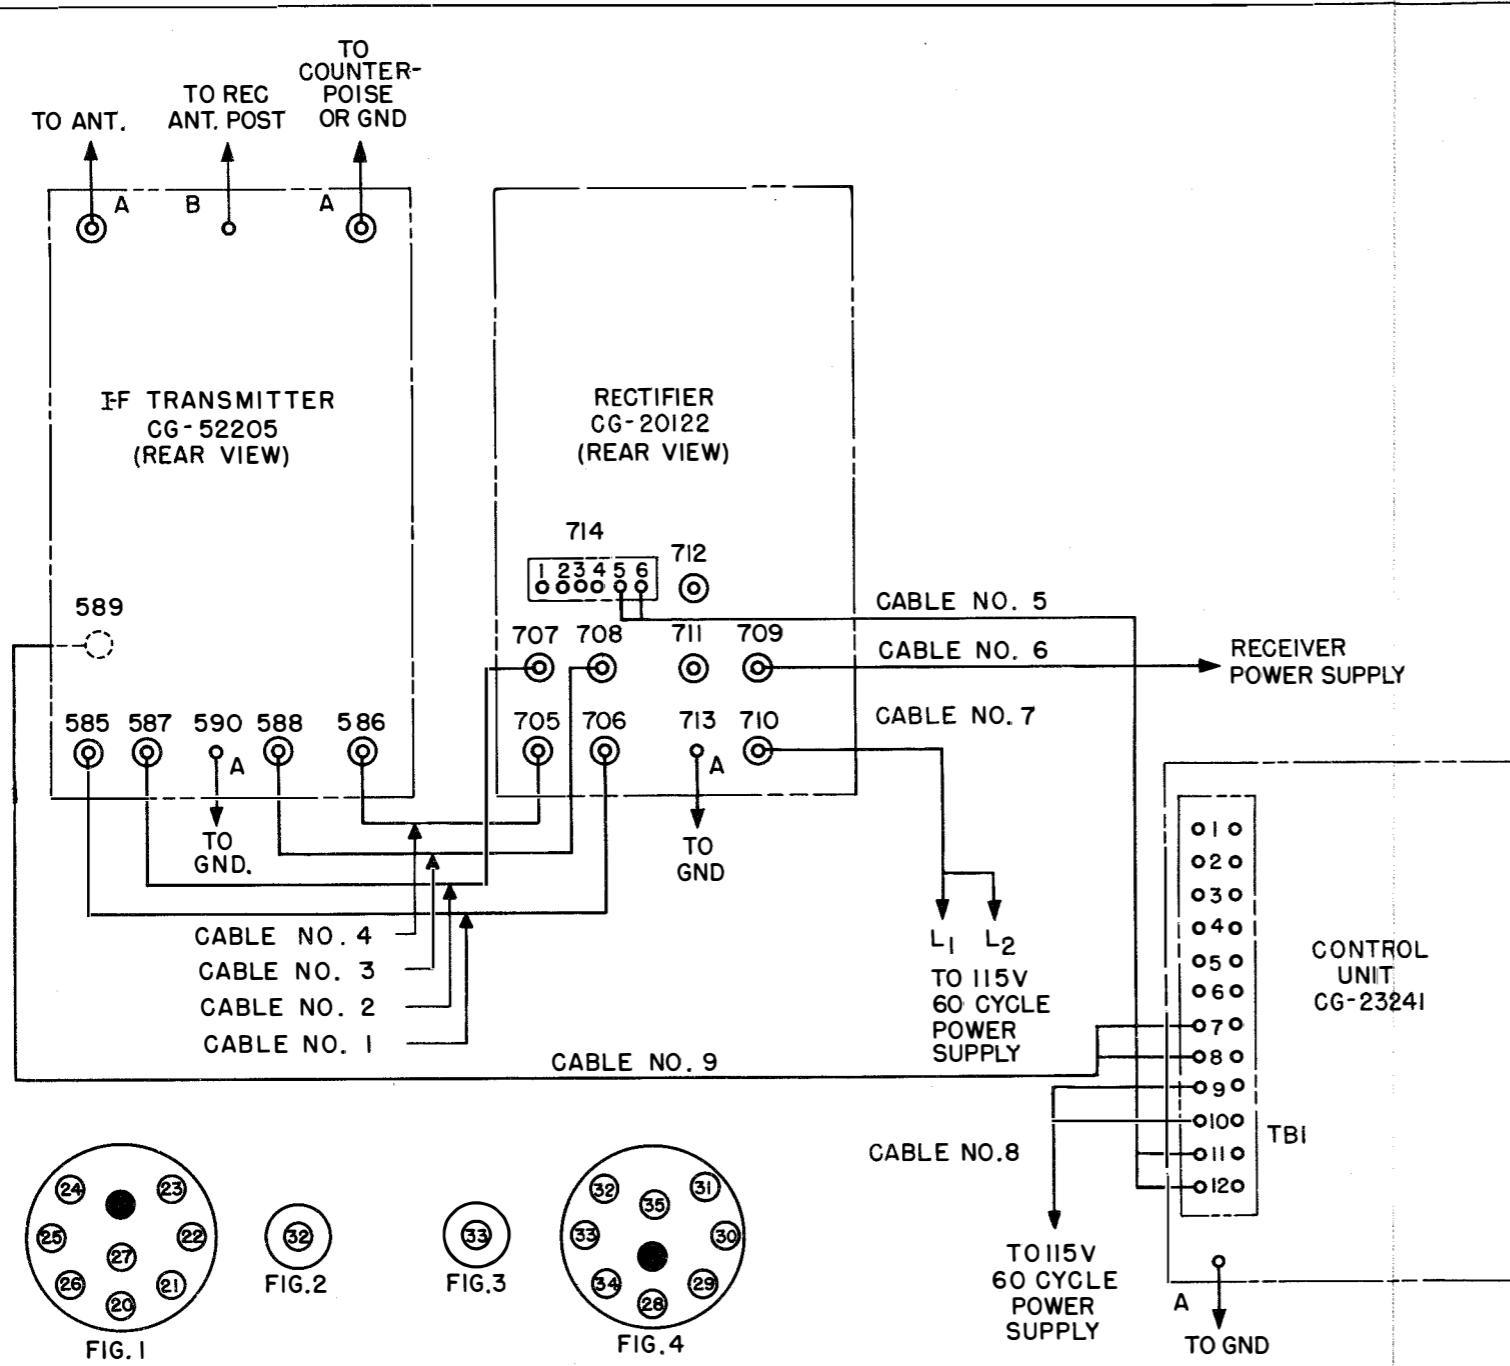 TO ANT.
TO REC
ANT. POST
TO
COUNTER-
POISE
OR GND
A
B
A
I-F TRANSMITTER
CG-52205
(REAR VIEW)
589
585 587 590 588 586
A
TO
GND.
RECTIFIER
CG-20122
(REAR VIEW)
714
1 2 3 4 5 6
712
707 708 711 709
705 706 713 710
A
TO
GND
CABLE NO. 5
CABLE NO. 6
RECEIVER
POWER SUPPLY
CABLE NO. 7
L1 L2
TO 115V
60 CYCLE
POWER
SUPPLY
CABLE NO. 4
CABLE NO. 3
CABLE NO. 2
CABLE NO. 1
CABLE NO. 9
1
2
3
4
5
6
7
8
9
10
11
12
TB1
CONTROL
UNIT
CG-23241
CABLE NO.8
TO 115V
60 CYCLE
POWER
SUPPLY
A
TO GND
24 23
25 22
27
26 21
20
FIG. 1
32
FIG.2
33
FIG.3
32 31
35
33 30
34 29
28
FIG.4